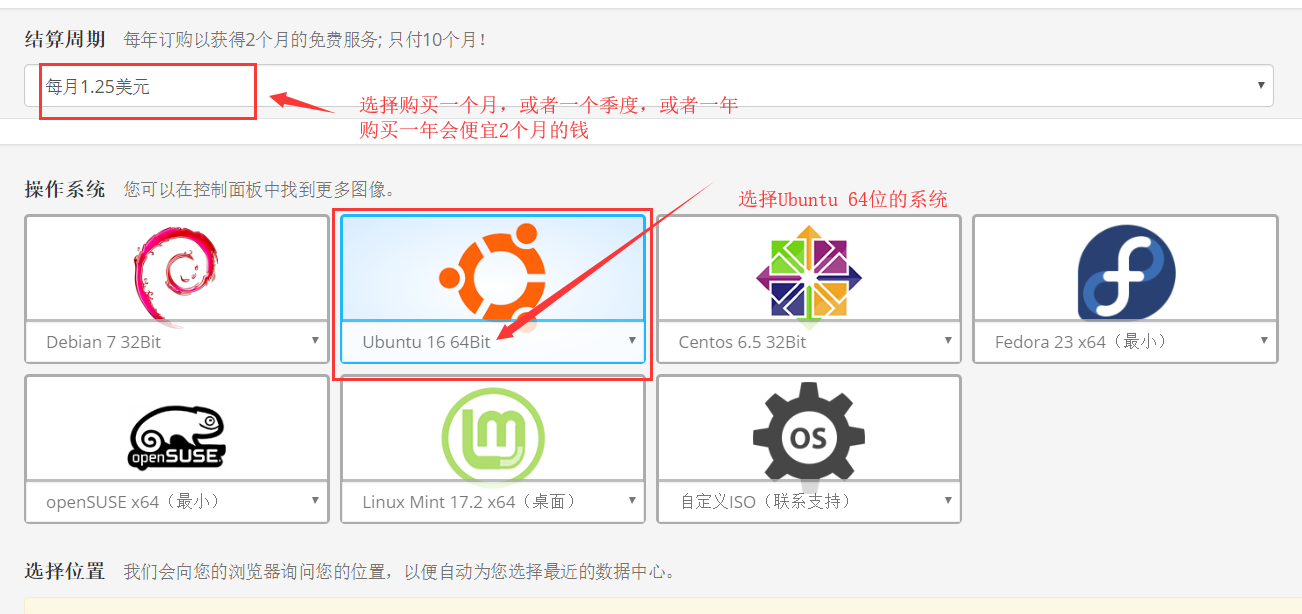 结算周期 每年订购以获得2个月的免费服务; 只付10个月!
每月1.25美元
选择购买一个月，或者一个季度，或者一年
购买一年会便宜2个月的钱
操作系统 您可以在控制面板中找到更多图像。
选择Ubuntu 64位的系统
Debian 7 32Bit
Ubuntu 16 64Bit
Centos 6.5 32Bit
Fedora 23 x64（最小）
openSUSE
lm
OS
openSUSE x64（最小）
Linux Mint 17.2 x64（桌面）
自定义ISO（联系支持）
选择位置 我们会向您的浏览器询问您的位置，以便自动为您选择最近的数据中心。